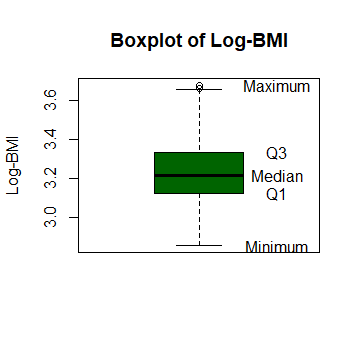 Boxplot of Log-BMI
Log-BMI
3.6
3.4
3.2
3.0
Maximum
Q3
Median
Q1
Minimum